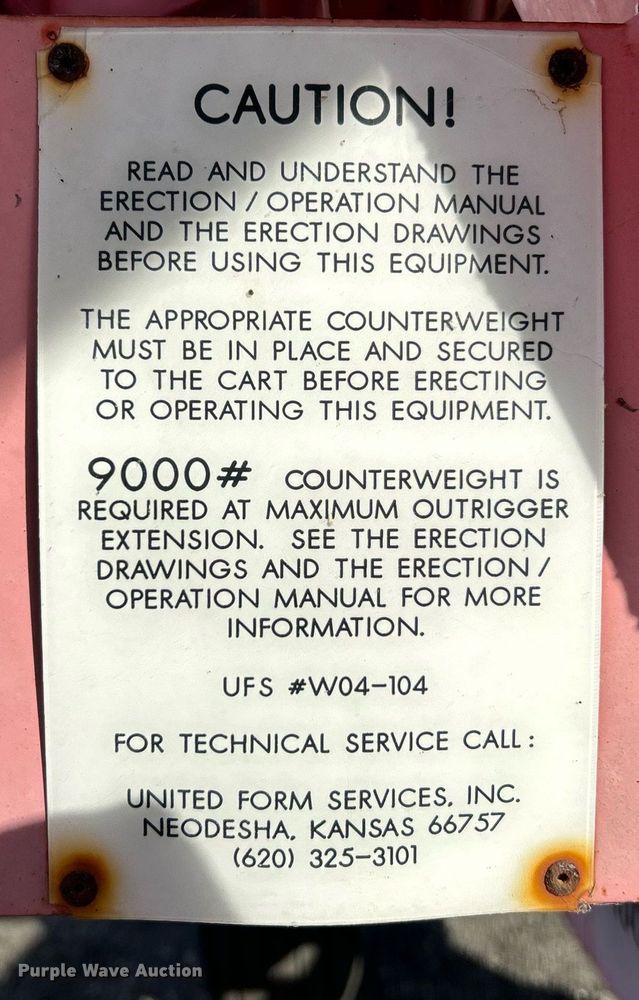 CAUTION!
READ AND UNDERSTAND THE
ERECTION / OPERATION MANUAL
AND THE ERECTION DRAWINGS
BEFORE USING THIS EQUIPMENT.
THE APPROPRIATE COUNTERWEIGHT
MUST BE IN PLACE AND SECURED
TO THE CART BEFORE ERECTING
OR OPERATING THIS EQUIPMENT.
9000# COUNTERWEIGHT IS
REQUIRED AT MAXIMUM OUTRIGGER
EXTENSION. SEE THE ERECTION
DRAWINGS AND THE ERECTION /
OPERATION MANUAL FOR MORE
INFORMATION.
UFS #W04-104
FOR TECHNICAL SERVICE CALL:
UNITED FORM SERVICES, INC.
NEODESHA, KANSAS 66757
(620) 325-3101
Purple Wave Auction